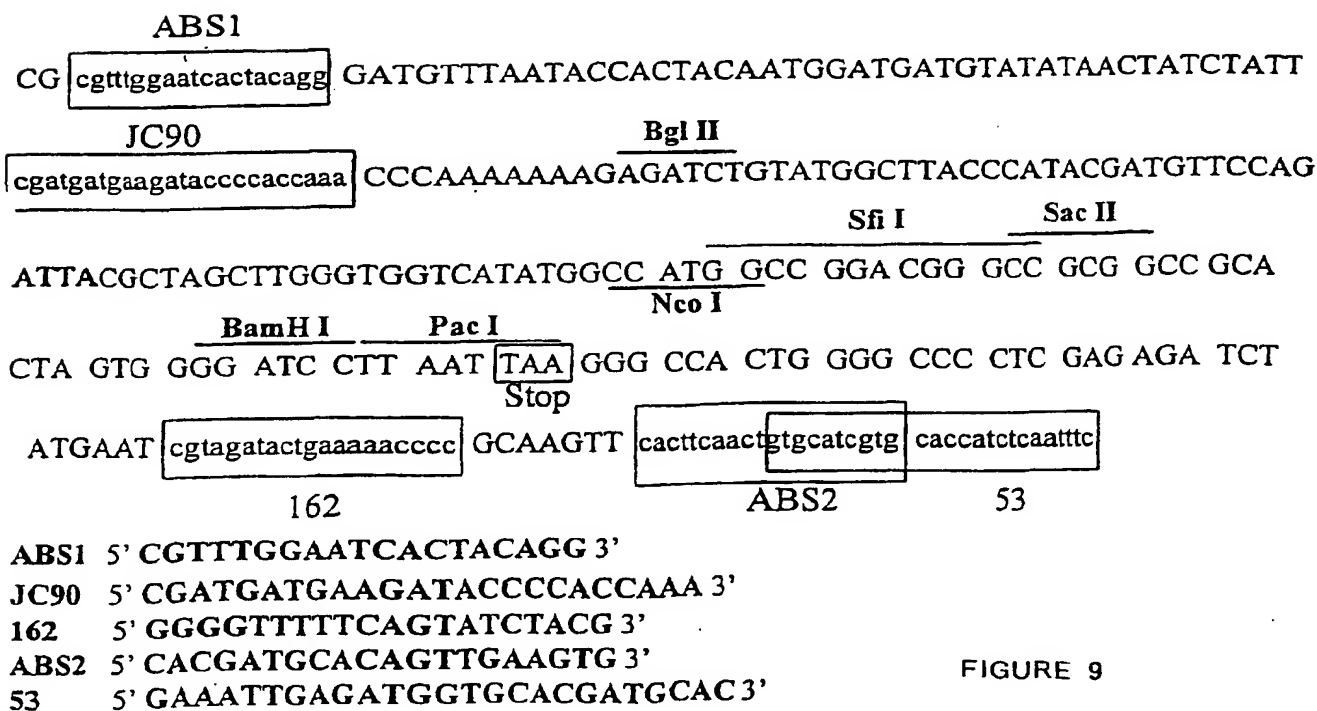 ABS1
CG cgtttggaatcactacagg GATGTTTAATACCACTACAATGGATGATGTATATAACTATCTATT
JC90
Bgl II
cgatgatgaagataccccaccaaa CCCAAAAAAAGAGATCTGTATGGCTTACCCATACGATGTTCCAG
Sfi I
Sac II
ATTACGCTAGCTTGGGTGGTCATATGGCC ATG GCC GGA CGG GCC GCG GCC GCA
Nco I
BamH I
Pac I
CTA GTG GGG ATC CTT AAT TAA GGG CCA CTG GGG CCC CTC GAG AGA TCT
Stop
ATGAAT cgtagatactgaaaaacccc GCAAGTT cacttcaactgtgcatcgtg caccatctcaatttc
162
ABS2
53
ABS1 5' CGTTTGGAATCACTACAGG 3'
JC90 5' CGATGATGAAGATACCCCACCAAA 3'
162 5' GGGGTTTTTCAGTATCTACG 3'
ABS2 5' CACGATGCACAGTTGAAGTG 3'
53 5' GAAATTGAGATGGTGCACGATGCAC 3'
FIGURE 9